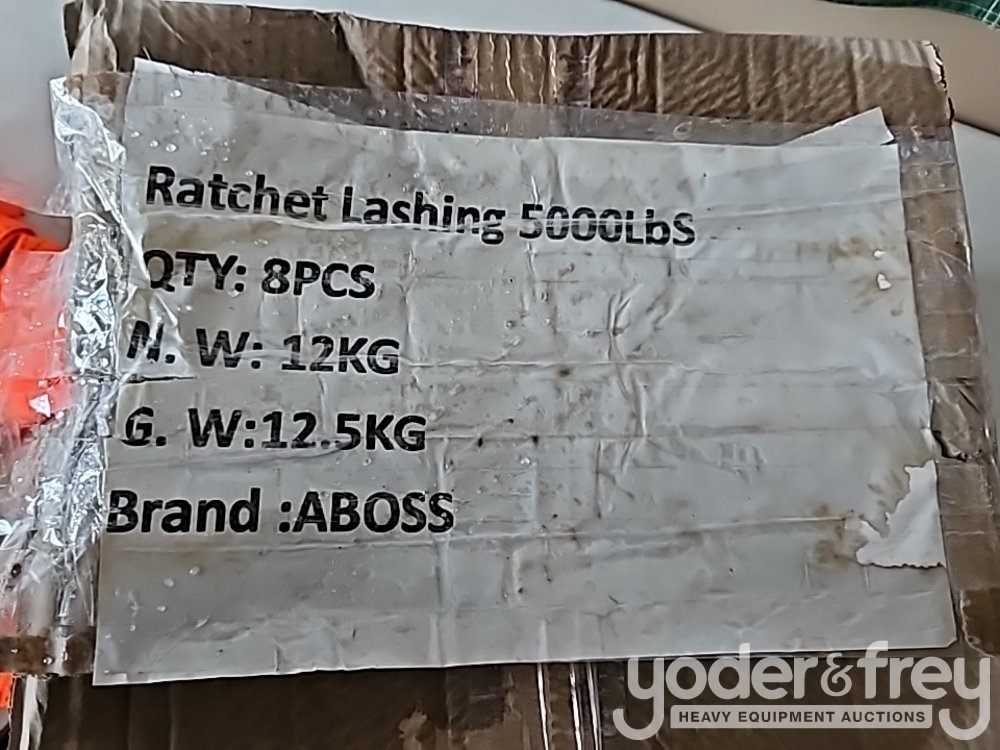 Ratchet Lashing 5000LbS
QTY: 8PCS
N. W: 12KG
G. W:12.5KG
Brand :ABOSS
yoder&frey
HEAVY EQUIPMENT AUCTIONS